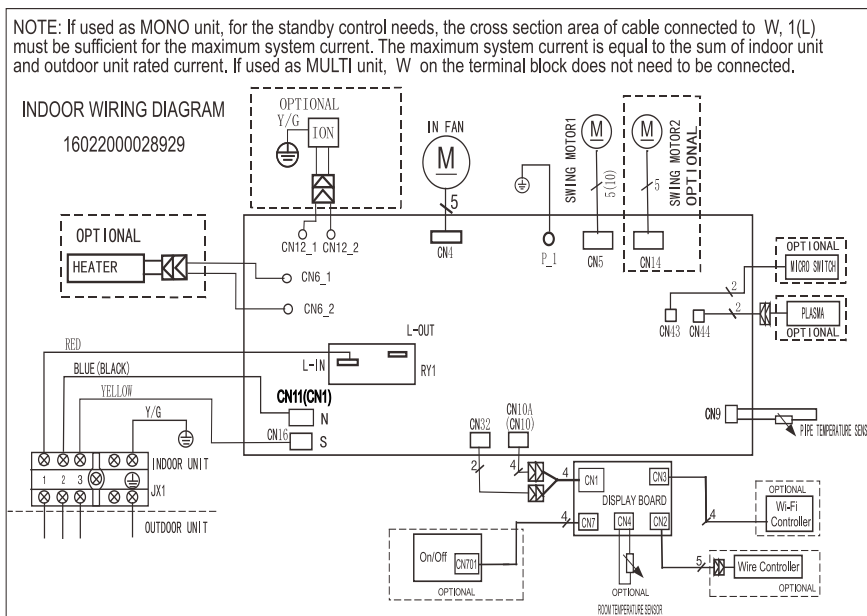 NOTE: If used as MONO unit, for the standby control needs, the cross section area of cable connected to W, 1(L)
must be sufficient for the maximum system current. The maximum system current is equal to the sum of indoor unit
and outdoor unit rated current. If used as MULTI unit, W on the terminal block does not need to be connected.
INDOOR WIRING DIAGRAM
16022000028929
OPTIONAL
Y/G
ION
CN12_1
CN12_2
IN FAN
M
5
CN4
P_1
SWING MOTOR1
M
5(10)
CN5
M
5
SWING MOTOR2
OPTIONAL
CN14
OPTIONAL
HEATER
CN6_1
CN6_2
OPTIONAL
MICRO SWITCH
2
CN43
CN44
2
PLASMA
OPTIONAL
L-OUT
L-IN
RY1
RED
BLUE(BLACK)
YELLOW
Y/G
CN11(CN1)
N
CN16
S
CN9
PIPE TEMPERATURE SENS
CN32
CN10A
(CN10)
2
4
4
INDOOR UNIT
1 2 3
JX1
OUTDOOR UNIT
CN1
CN3
DISPLAY BOARD
CN7
CN4
CN2
4
OPTIONAL
Wi-Fi
Controller
4
On/Off
CN701
OPTIONAL
OPTIONAL
ROOM TEMPERATURE SENSOR
5
Wire Controller
OPTIONAL